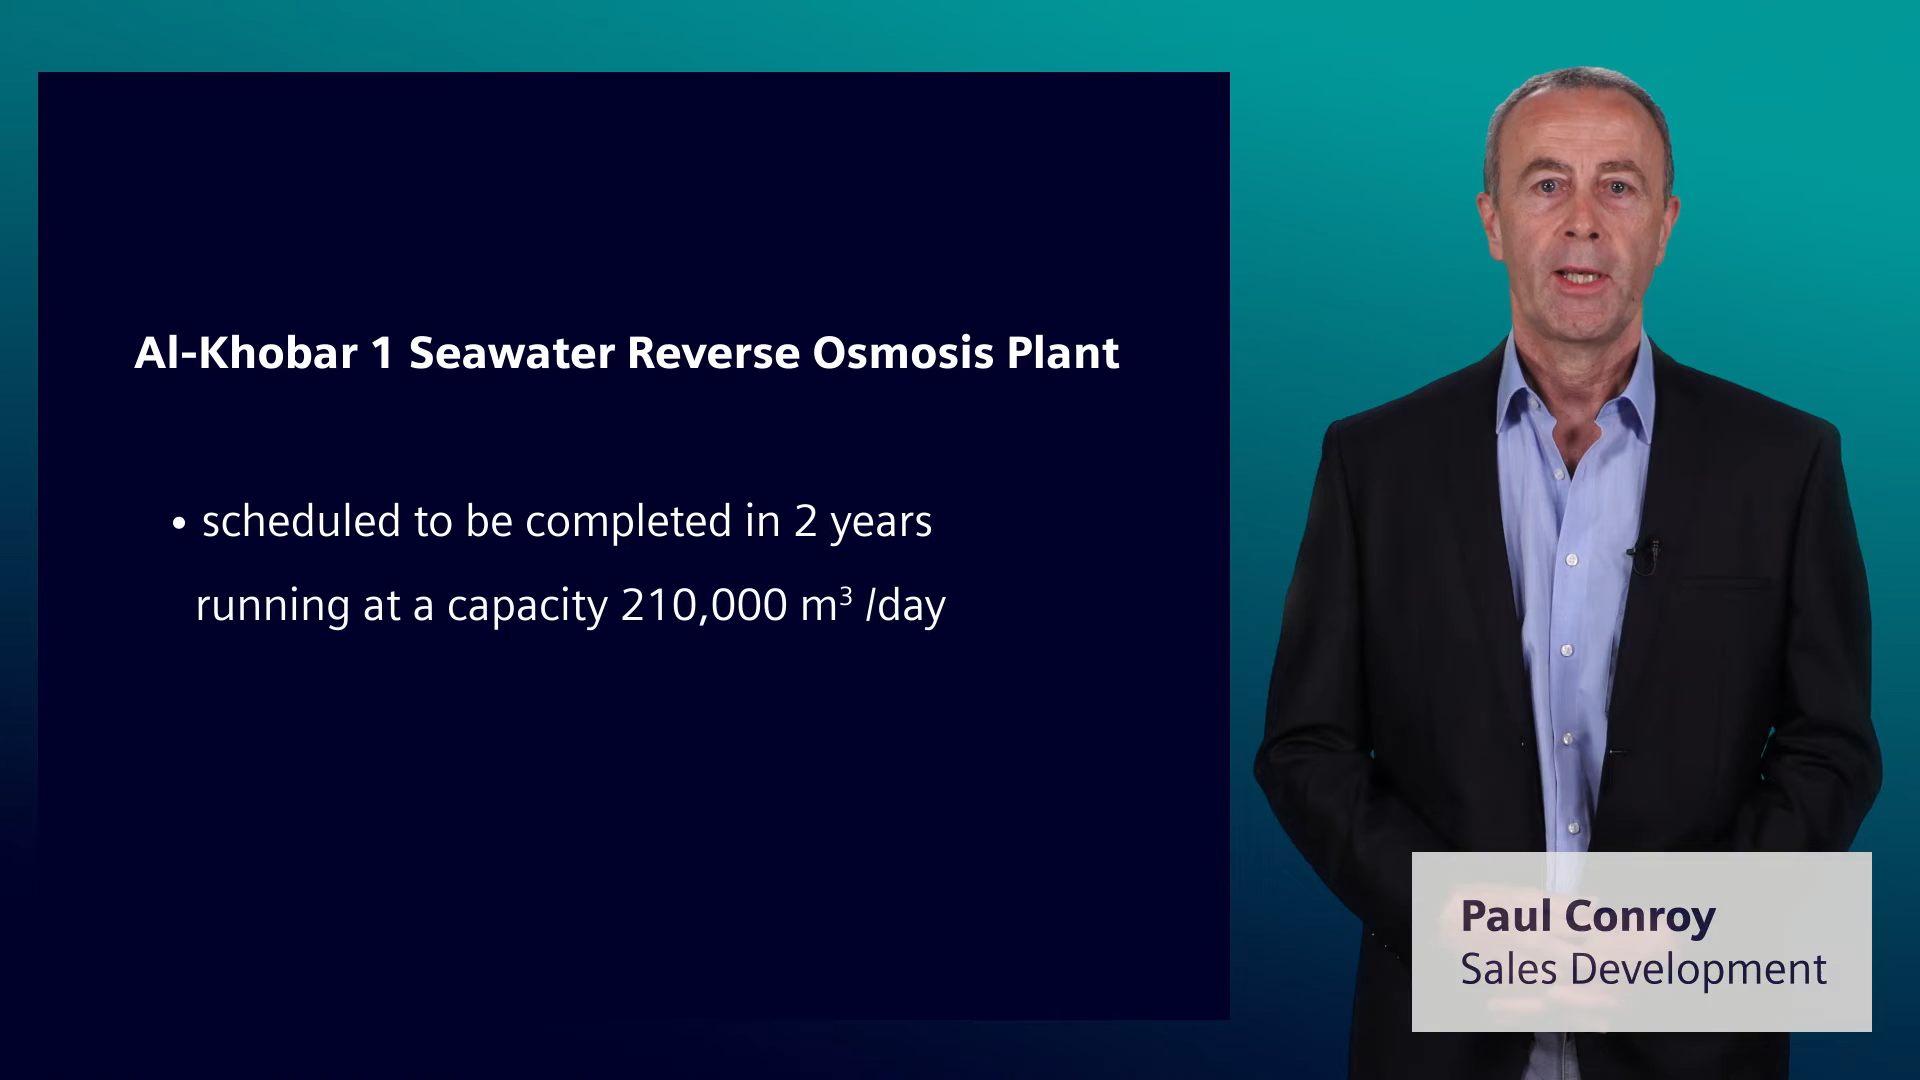 Al-Khobar 1 Seawater Reverse Osmosis Plant
• scheduled to be completed in 2 years
running at a capacity 210,000 m³ /day
Paul Conroy
Sales Development